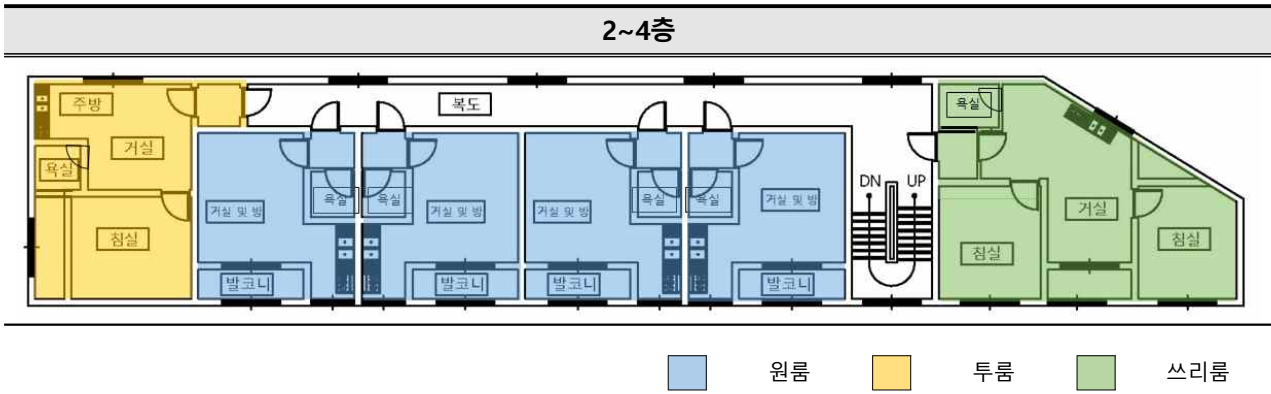 2~4층
주방
복도
욕실
거실
욕실
욕실
욕실
욕실
욕실
DN
UP
거실 및 방
거실 및 방
거실 및 방
거실 및 방
거실
침실
침실
침실
발코니
발코니
발코니
발코니
원룸
투룸
쓰리룸